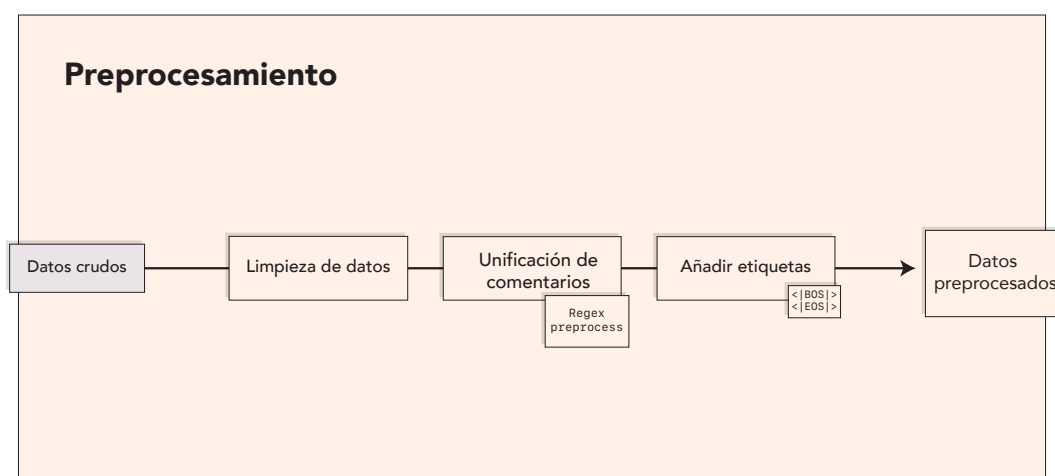 Preprocesamiento
Datos crudos
Limpieza de datos
Unificación de
comentarios
Regex
preprocess
Añadir etiquetas
<|BOS|>
<|EOS|>
Datos
preprocesados